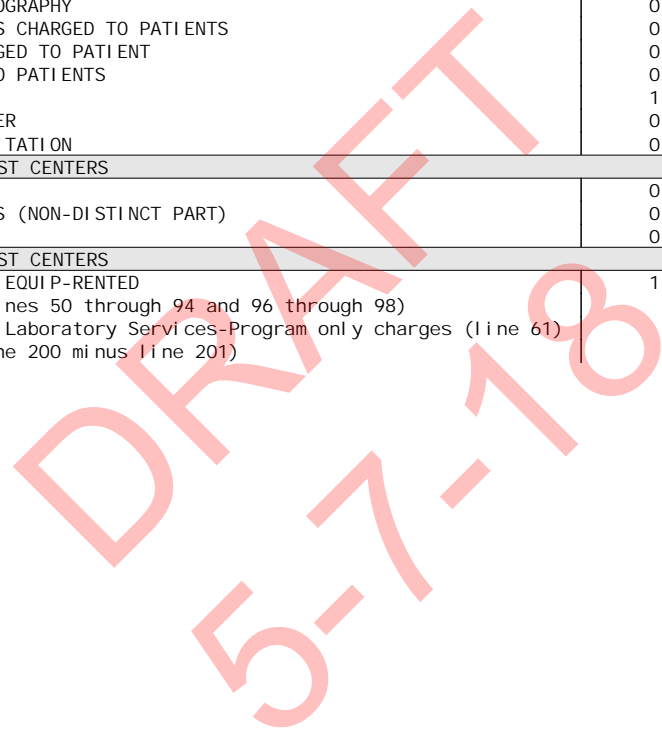 OGRAPHY 0
S CHARGED TO PATIENTS 0
GED TO PATIENT 0
O PATIENTS 0
1
ER 0
TATION 0
ST CENTERS
0
S (NON-DISTINCT PART) 0
0
ST CENTERS
EQUIP-RENTED 1
nes 50 through 94 and 96 through 98)
Laboratory Services-Program only charges (line 61)
ne 200 minus line 201)
DRAFT
5-7-18